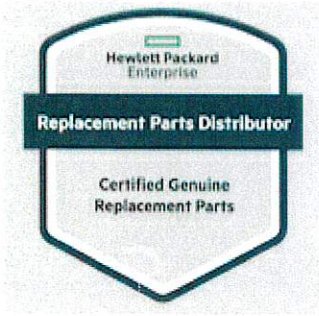 Hewlett Packard
Enterprise
Replacement Parts Distributor
Certified Genuine
Replacement Parts